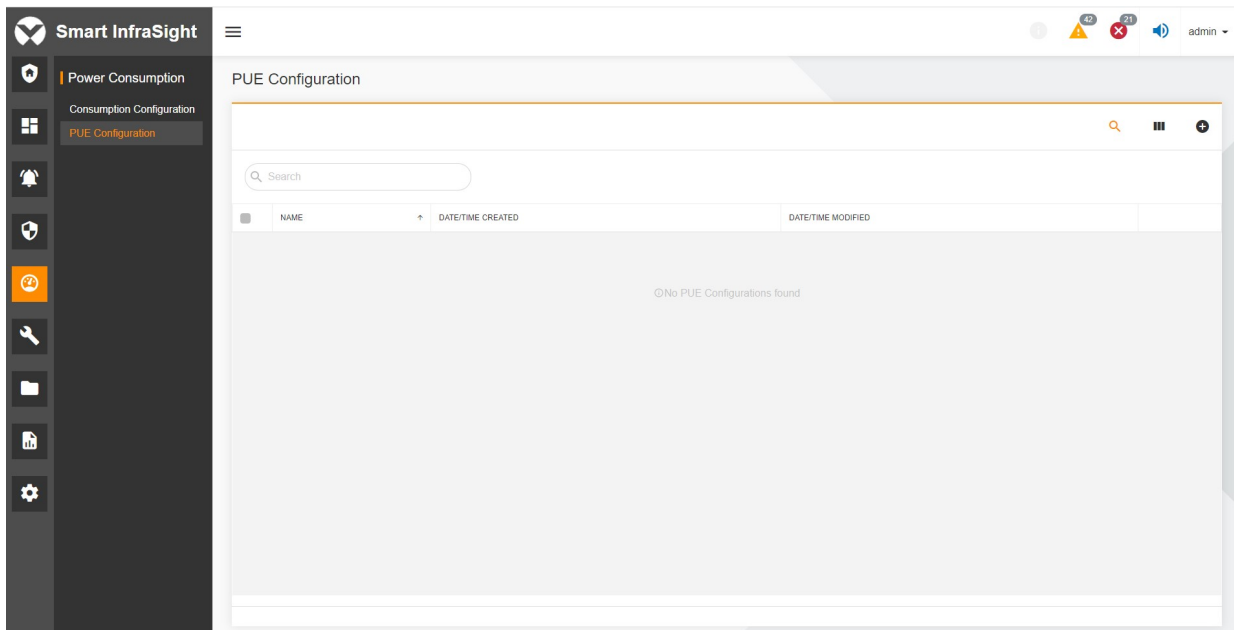 Smart InfraSight
42
21
admin
Power Consumption
Consumption Configuration
PUE Configuration
PUE Configuration
Search
NAME
DATE/TIME CREATED
DATE/TIME MODIFIED
No PUE Configurations found